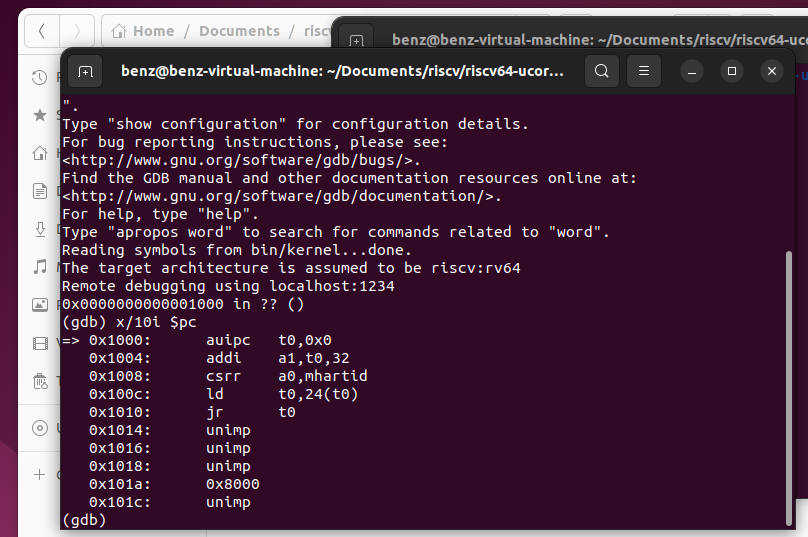 Home / Documents / risc
benz@benz-virtual-machine: ~/Documents/riscv/riscv64-uco
benz@benz-virtual-machine: ~/Documents/riscv/riscv64-ucor...
".
Type "show configuration" for configuration details.
For bug reporting instructions, please see:
<http://www.gnu.org/software/gdb/bugs/>.
Find the GDB manual and other documentation resources online at:
<http://www.gnu.org/software/gdb/documentation/>.
For help, type "help".
Type "apropos word" to search for commands related to "word".
Reading symbols from bin/kernel...done.
The target architecture is assumed to be riscv:rv64
Remote debugging using localhost:1234
0x0000000000001000 in ?? ()
(gdb) x/10i $pc
=> 0x1000: auipc t0,0x0
0x1004: addi a1,t0,32
0x1008: csrr a0,mhartid
0x100c: ld t0,24(t0)
0x1010: jr t0
0x1014: unimp
0x1016: unimp
0x1018: unimp
0x101a: 0x8000
0x101c: unimp
(gdb)